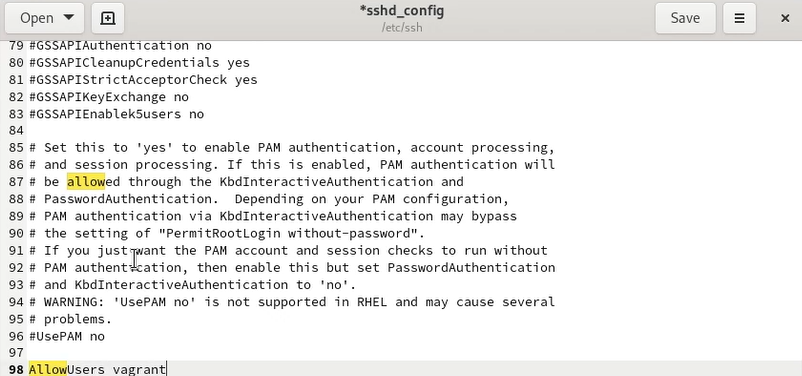 Open
*sshd_config
/etc/ssh
Save
79 #GSSAPIAuthentication no
80 #GSSAPICleanupCredentials yes
81 #GSSAPIStrictAcceptorCheck yes
82 #GSSAPIKeyExchange no
83 #GSSAPIEnablek5users no
84
85 # Set this to 'yes' to enable PAM authentication, account processing,
86 # and session processing. If this is enabled, PAM authentication will
87 # be allowed through the KbdInteractiveAuthentication and
88 # PasswordAuthentication.  Depending on your PAM configuration,
89 # PAM authentication via KbdInteractiveAuthentication may bypass
90 # the setting of "PermitRootLogin without-password".
91 # If you just want the PAM account and session checks to run without
92 # PAM authentication, then enable this but set PasswordAuthentication
93 # and KbdInteractiveAuthentication to 'no'.
94 # WARNING: 'UsePAM no' is not supported in RHEL and may cause several
95 # problems.
96 #UsePAM no
97
98 AllowUsers vagrant